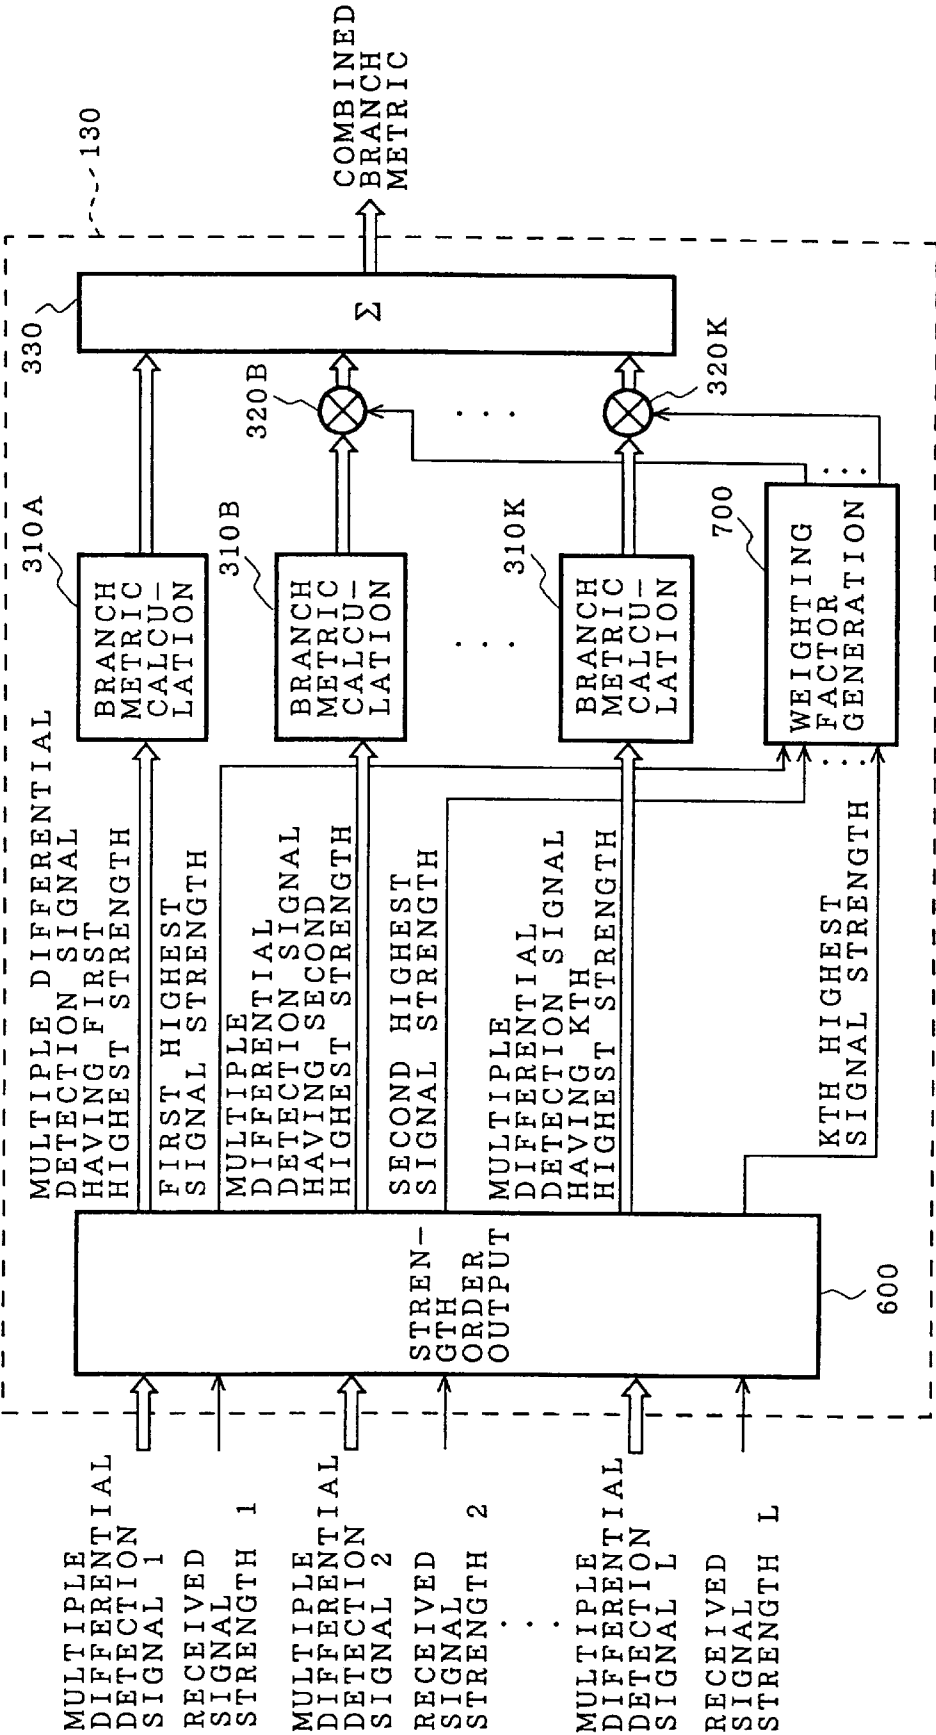 MULTIPLE
DIFFERENTIAL
DETECTION
SIGNAL 1
RECEIVED
SIGNAL
STRENGTH 1
MULTIPLE
DIFFERENTIAL
DETECTION
SIGNAL 2
RECEIVED
SIGNAL
STRENGTH 2
. . .
MULTIPLE
DIFFERENTIAL
DETECTION
SIGNAL L
RECEIVED
SIGNAL
STRENGTH L
STREN-
GTH
ORDER
OUTPUT
600
MULTIPLE DIFFERENTIAL
DETECTION SIGNAL
HAVING FIRST
HIGHEST STRENGTH
FIRST HIGHEST
SIGNAL STRENGTH
MULTIPLE
DIFFERENTIAL
DETECTION SIGNAL
HAVING SECOND
HIGHEST STRENGTH
SECOND HIGHEST
SIGNAL STRENGTH
MULTIPLE
DIFFERENTIAL
DETECTION SIGNAL
HAVING KTH
HIGHEST STRENGTH
KTH HIGHEST
SIGNAL STRENGTH
310A
BRANCH
METRIC
CALCU-
LATION
310B
BRANCH
METRIC
CALCU-
LATION
. . .
310K
BRANCH
METRIC
CALCU-
LATION
700
WEIGHTING
FACTOR
GENERATION
. . .
. . .
320B
. . .
320K
330
Σ
130
COMBINED
BRANCH
METRIC